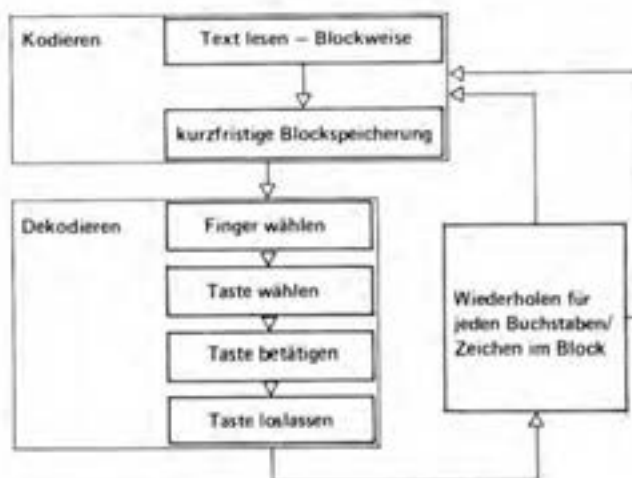 Kodieren
Text lesen – Blockweise
kurzfristige Blockspeicherung
Dekodieren
Finger wählen
Taste wählen
Taste betätigen
Taste loslassen
Wiederholen für
jeden Buchstaben/
Zeichen im Block